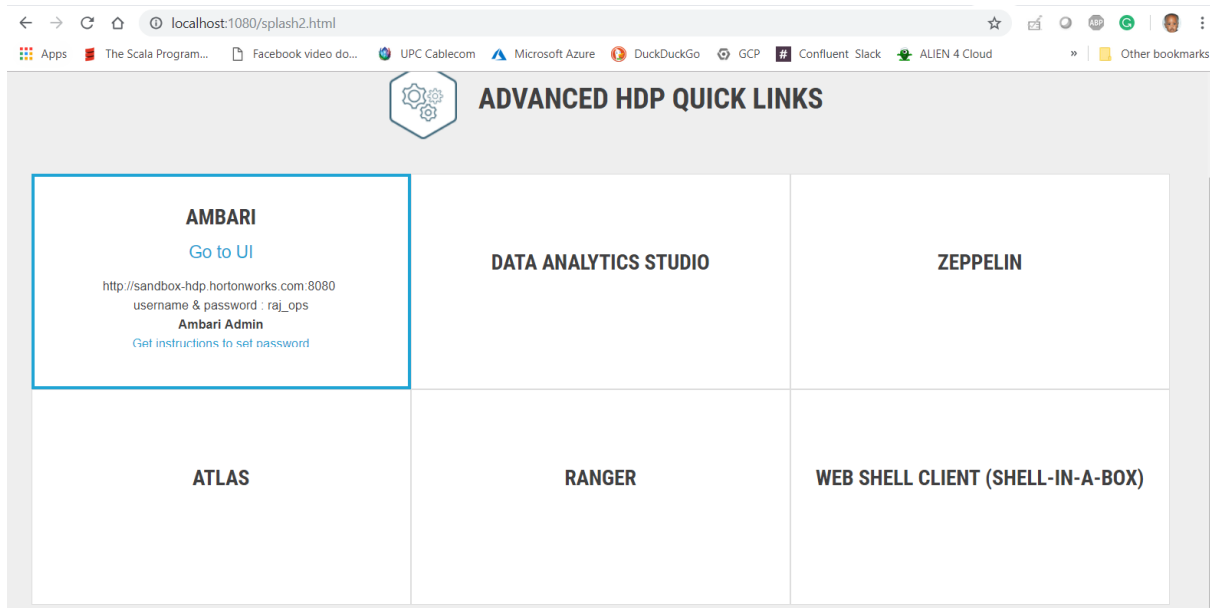 localhost:1080/splash2.html
ABP
G
Apps The Scala Program... Facebook video do... UPC Cablecom Microsoft Azure DuckDuckGo GCP # Confluent Slack ALIEN 4 Cloud » Other bookmarks
ADVANCED HDP QUICK LINKS
AMBARI
Go to UI
http://sandbox-hdp.hortonworks.com:8080
username & password : raj_ops
Ambari Admin
Get instructions to set password
DATA ANALYTICS STUDIO
ZEPPELIN
ATLAS
RANGER
WEB SHELL CLIENT (SHELL-IN-A-BOX)